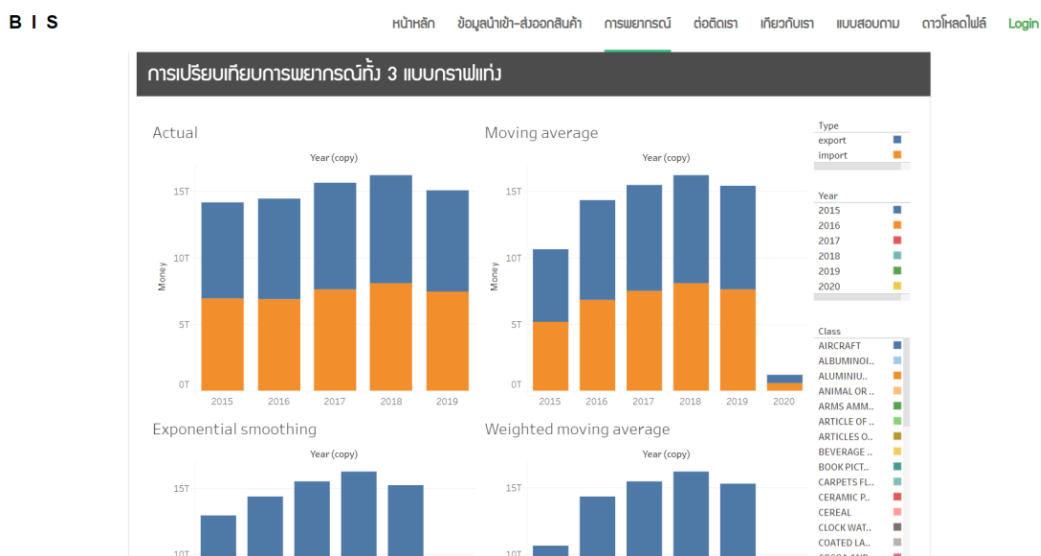 B I S
หน้าหลัก ข้อมูลนำเข้า-ส่งออกสินค้า การพยากรณ์ ต่อติดเรา เกี่ยวกับเรา แบบสอบถาม ดาวโหลดไฟล์ Login
การเปรียบเทียบการพยากรณ์ทั้ง 3 แบบกราฟแท่ง
Actual
Year (copy)
15T
10T
5T
0T
Money
2015 2016 2017 2018 2019
Moving average
Year (copy)
15T
10T
5T
0T
Money
2015 2016 2017 2018 2019 2020
Exponential smoothing
Year (copy)
15T
10T
Weighted moving average
Year (copy)
15T
10T
Type
export
import
Year
2015
2016
2017
2018
2019
2020
Class
AIRCRAFT
ALBUMINOI..
ALUMINIU..
ANIMAL OR ..
ARMS AMM..
ARTICLE OF ..
ARTICLES O..
BEVERAGE ..
BOOK PICT..
CARPETS FL..
CERAMIC P..
CEREAL
CLOCK WAT..
COATED LA..